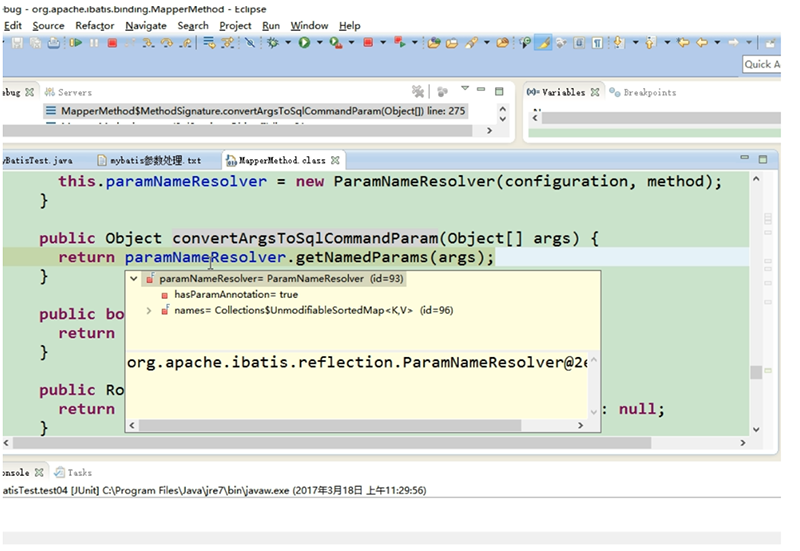 bug - org.apache.ibatis.binding.MapperMethod - Eclipse
Edit Source Refactor Navigate Search Project Run Window Help
Quick A
ebug Servers
(x)= Variables Breakpoints
MapperMethod$MethodSignature.convertArgsToSqlCommandParam(Object[]) line: 275
yBatisTest.java mybatis参数处理.txt MapperMethod.class
this.paramNameResolver = new ParamNameResolver(configuration, method);
}
public Object convertArgsToSqlCommandParam(Object[] args) {
return paramNameResolver.getNamedParams(args);
}
paramNameResolver= ParamNameResolver (id=93)
hasParamAnnotation= true
names= Collections$UnmodifiableSortedMap<K,V> (id=96)
public bo
return
}
org.apache.ibatis.reflection.ParamNameResolver@2e
public Ro
return : null;
}
onsole Tasks
batisTest.test04 [JUnit] C:\Program Files\Java\jre7\bin\javaw.exe (2017年3月18日 上午11:29:56)